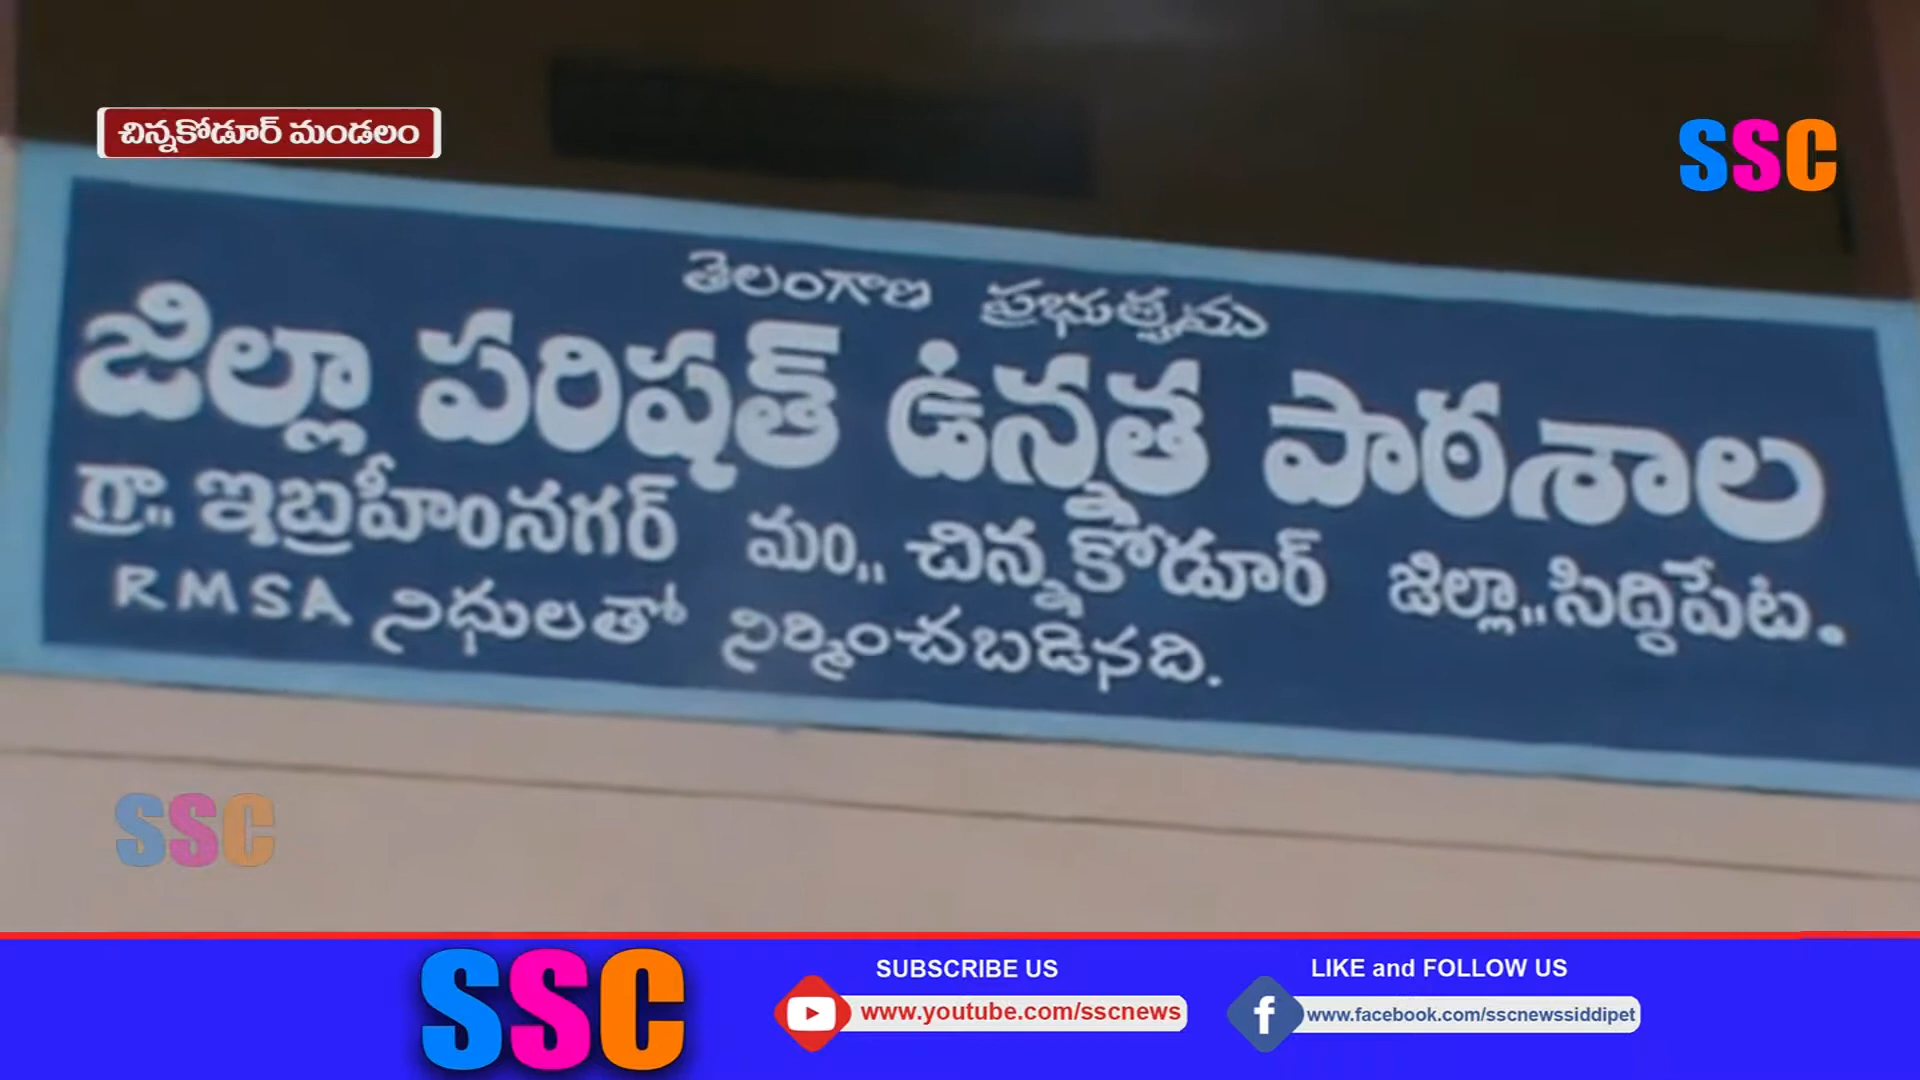 చిన్నకోడూర్ మండలం
SSC
తెలంగాణ ప్రభుత్వము
జిల్లా పరిషత్ ఉన్నత పాఠశాల
గ్రా.. ఇబ్రహీంనగర్ మం.. చిన్నకోడూర్ జిల్లా..సిద్దిపేట.
RMSA నిధులతో నిర్మించబడినది.
SSC
SSC
SUBSCRIBE US
www.youtube.com/sscnews
LIKE and FOLLOW US
www.facebook.com/sscnewssiddipet